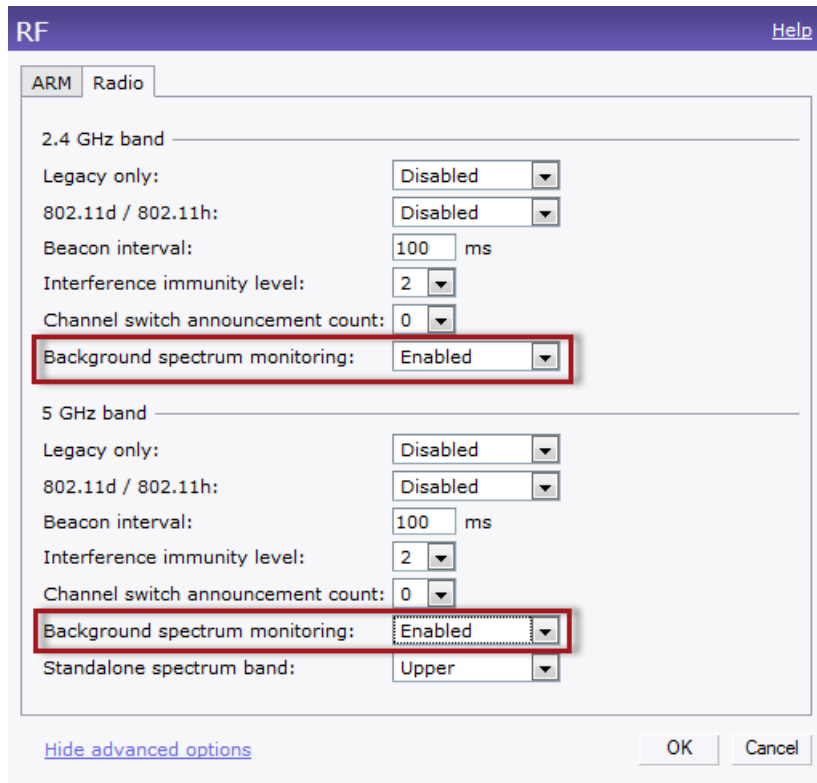 RF Help
ARM Radio
2.4 GHz band
Legacy only: Disabled
802.11d / 802.11h: Disabled
Beacon interval: 100 ms
Interference immunity level: 2
Channel switch announcement count: 0
Background spectrum monitoring: Enabled
5 GHz band
Legacy only: Disabled
802.11d / 802.11h: Disabled
Beacon interval: 100 ms
Interference immunity level: 2
Channel switch announcement count: 0
Background spectrum monitoring: Enabled
Standalone spectrum band: Upper
Hide advanced options OK Cancel